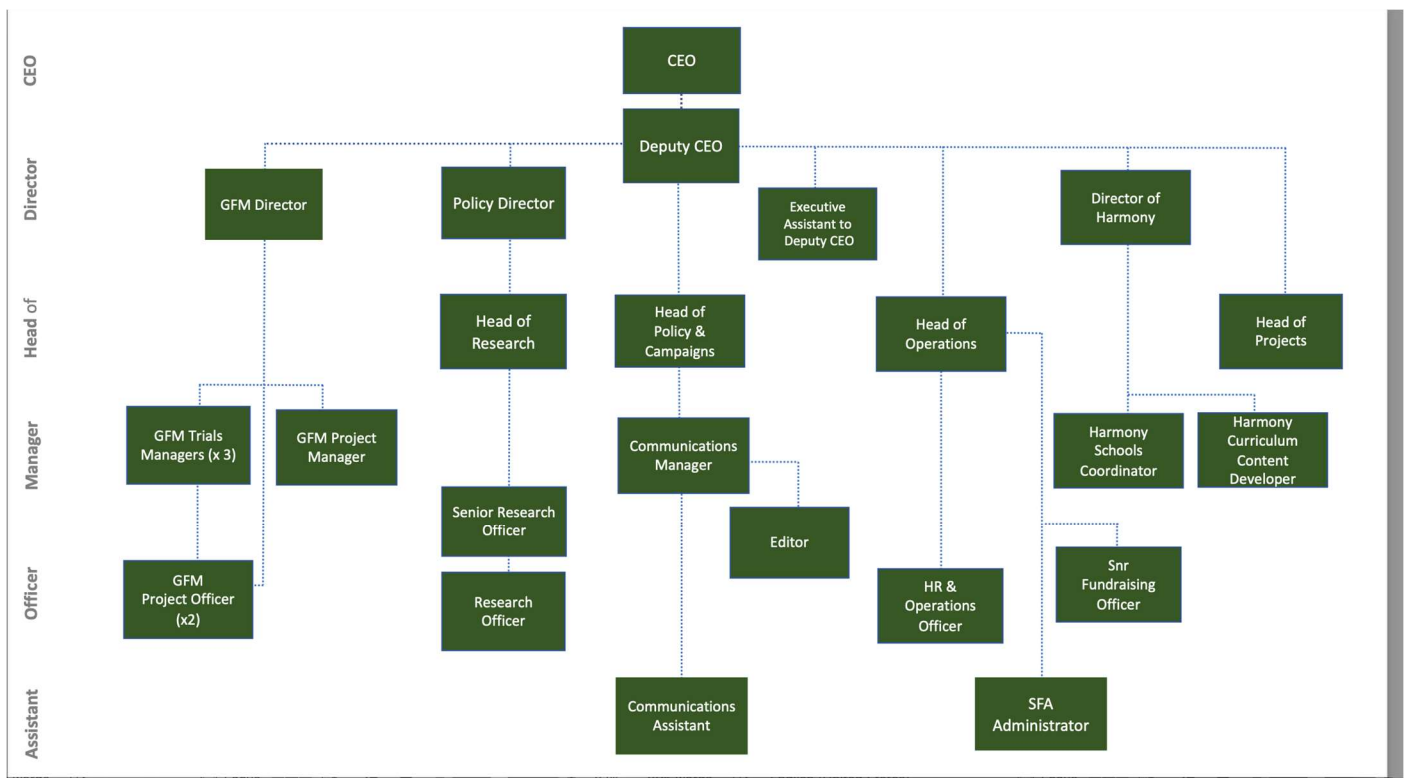 CEO
CEO
Deputy CEO
Director
GFM Director
Policy Director
Executive
Assistant to
Deputy CEO
Director of
Harmony
Head of
Head of
Research
Head of
Policy &
Campaigns
Head of
Operations
Head of
Projects
Manager
GFM Trials
Managers (x 3)
GFM Project
Manager
Communications
Manager
Harmony
Schools
Coordinator
Harmony
Curriculum
Content
Developer
Senior Research
Officer
Editor
Officer
GFM
Project Officer
(x2)
Research
Officer
HR &
Operations
Officer
Snr
Fundraising
Officer
Assistant
Communications
Assistant
SFA
Administrator